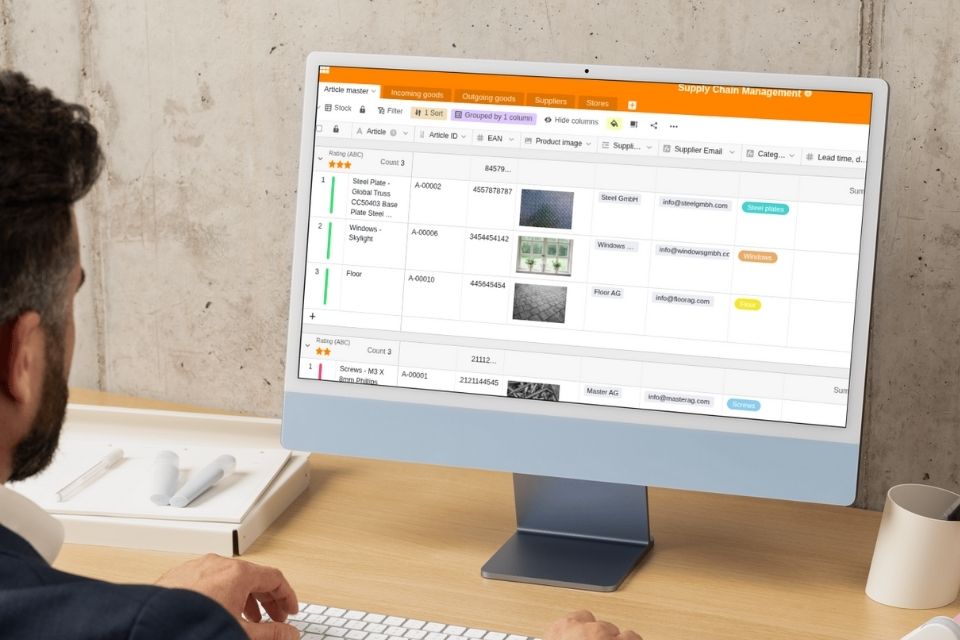 Supply Chain Management
Article master Incoming goods Outgoing goods Suppliers Stores
Stock Filter 1 Sort Grouped by 1 column Hide columns
Article Article ID EAN Product image Suppli... Supplier Email Categ... Lead time, d...
Rating (ABC)
Count 3 84579... Sum
1 Steel Plate - A-00002 4557878787 Steel GmbH info@steelgmbh.com Steel plates
Global Truss
CC50403 Base
Plate Steel ...
2 Windows - A-00006 3454454142 Windows ... info@windowsgmbh.cc Windows
Skylight
3 Floor A-00010 445645454 Floor AG info@floorag.com Floor
+
Rating (ABC)
Count 3 21112... Sum
1 Screws - M3 X A-00001 2121144545 Master AG info@masterag.com Screws
8mm Phillips